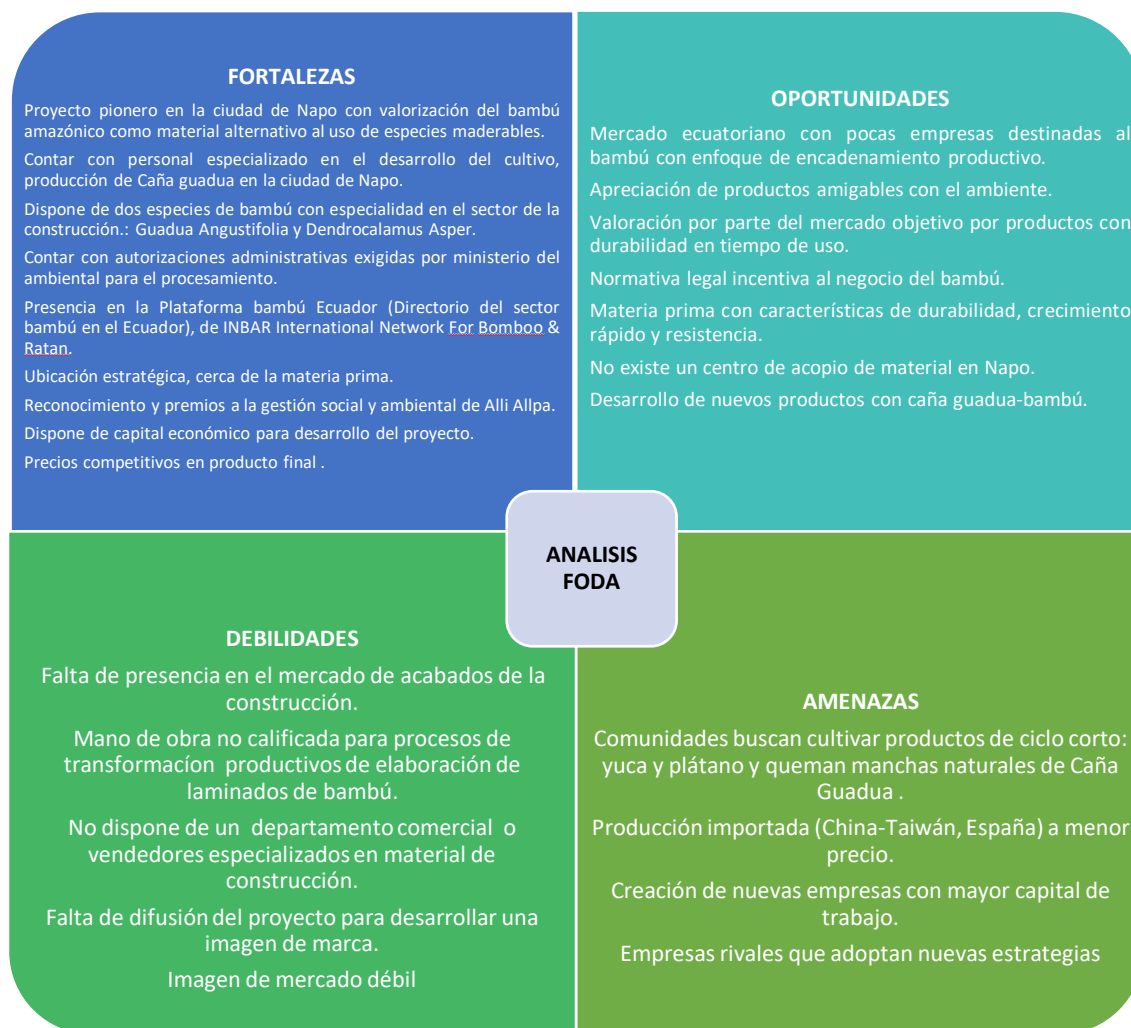 FORTALEZAS
Proyecto pionero en la ciudad de Napo con valorización del bambú
amazónico como material alternativo al uso de especies maderables.
Contar con personal especializado en el desarrollo del cultivo,
producción de Caña guadua en la ciudad de Napo.
Dispone de dos especies de bambú con especialidad en el sector de la
construcción.: Guadua Angustifolia y Dendrocalamus Asper.
Contar con autorizaciones administrativas exigidas por ministerio del
ambiental para el procesamiento.
Presencia en la Plataforma bambú Ecuador (Directorio del sector
bambú en el Ecuador), de INBAR International Network For Bomboo &
Ratan.
Ubicación estratégica, cerca de la materia prima.
Reconocimiento y premios a la gestión social y ambiental de Alli Allpa.
Dispone de capital económico para desarrollo del proyecto.
Precios competitivos en producto final .
OPORTUNIDADES
Mercado ecuatoriano con pocas empresas destinadas al
bambú con enfoque de encadenamiento productivo.
Apreciación de productos amigables con el ambiente.
Valoración por parte del mercado objetivo por productos con
durabilidad en tiempo de uso.
Normativa legal incentiva al negocio del bambú.
Materia prima con características de durabilidad, crecimiento
rápido y resistencia.
No existe un centro de acopio de material en Napo.
Desarrollo de nuevos productos con caña guadua-bambú.
ANALISIS
FODA
DEBILIDADES
Falta de presencia en el mercado de acabados de la
construcción.
Mano de obra no calificada para procesos de
transformacíon productivos de elaboración de
laminados de bambú.
No dispone de un departamento comercial o
vendedores especializados en material de
construcción.
Falta de difusión del proyecto para desarrollar una
imagen de marca.
Imagen de mercado débil
AMENAZAS
Comunidades buscan cultivar productos de ciclo corto:
yuca y plátano y queman manchas naturales de Caña
Guadua .
Producción importada (China-Taiwán, España) a menor
precio.
Creación de nuevas empresas con mayor capital de
trabajo.
Empresas rivales que adoptan nuevas estrategias